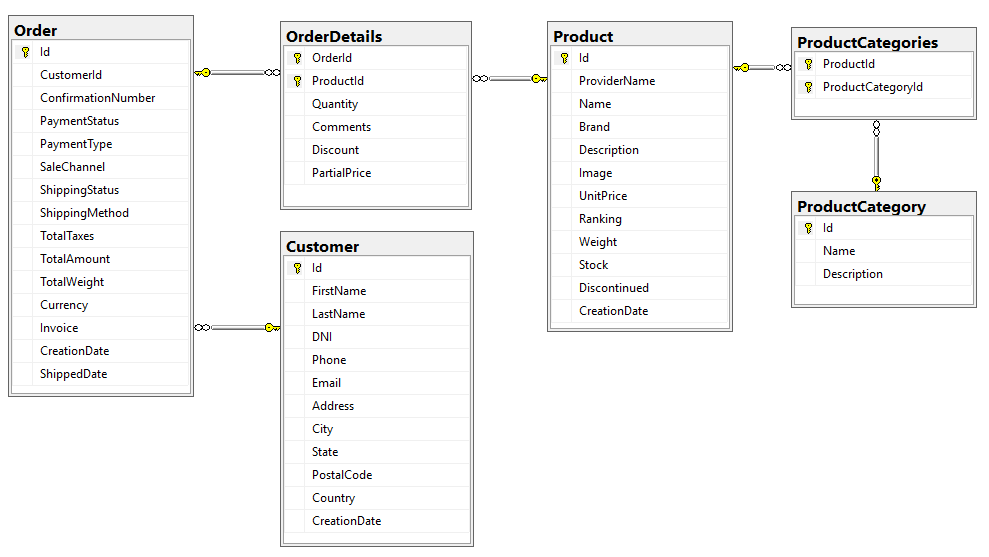 Order
Id
CustomerId
ConfirmationNumber
PaymentStatus
PaymentType
SaleChannel
ShippingStatus
ShippingMethod
TotalTaxes
TotalAmount
TotalWeight
Currency
Invoice
CreationDate
ShippedDate
OrderDetails
OrderId
ProductId
Quantity
Comments
Discount
PartialPrice
Customer
Id
FirstName
LastName
DNI
Phone
Email
Address
City
State
PostalCode
Country
CreationDate
Product
Id
ProviderName
Name
Brand
Description
Image
UnitPrice
Ranking
Weight
Stock
Discontinued
CreationDate
ProductCategories
ProductId
ProductCategoryId
ProductCategory
Id
Name
Description